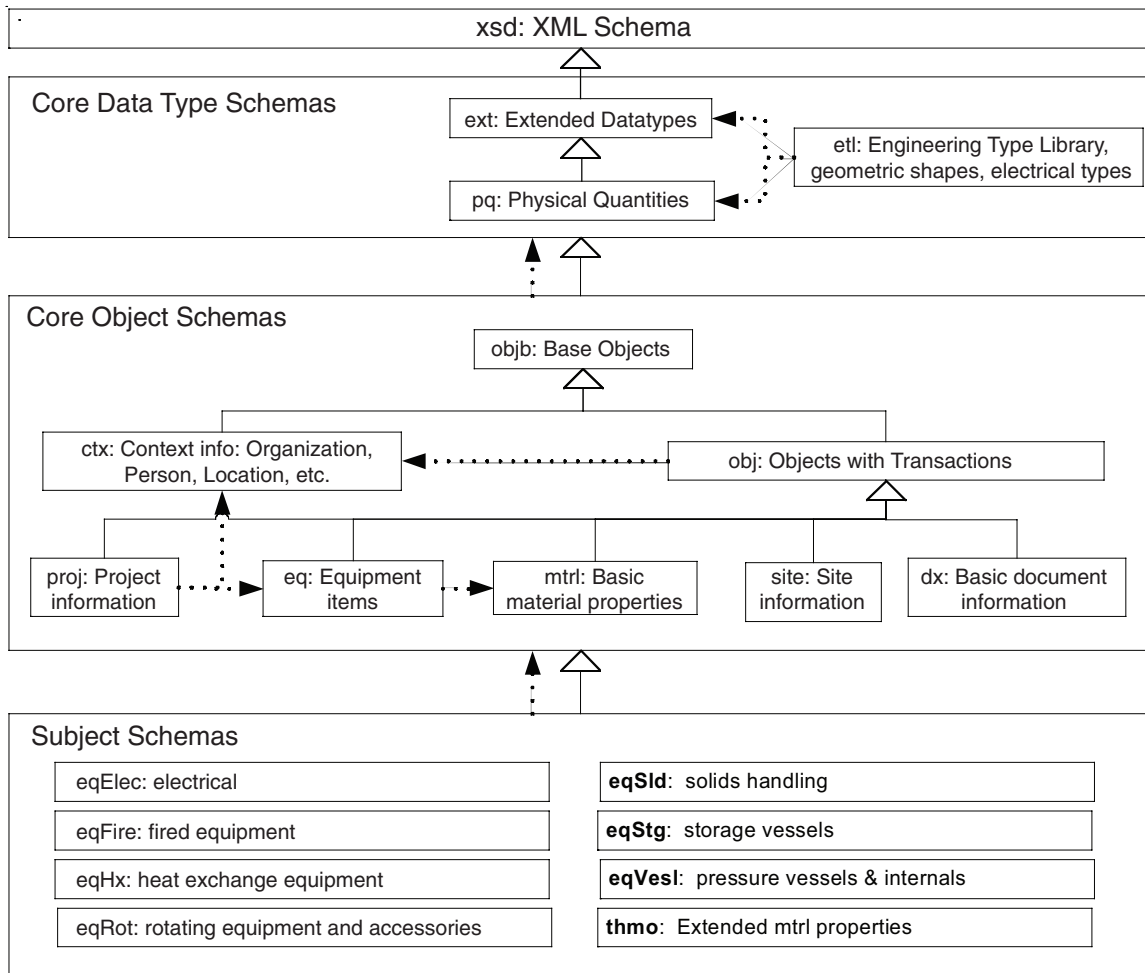 xsd: XML Schema
Core Data Type Schemas
ext: Extended Datatypes
etl: Engineering Type Library,
geometric shapes, electrical types
pq: Physical Quantities
Core Object Schemas
objb: Base Objects
ctx: Context info: Organization,
Person, Location, etc.
obj: Objects with Transactions
proj: Project
information
eq: Equipment
items
mtrl: Basic
material properties
site: Site
information
dx: Basic document
information
Subject Schemas
eqElec: electrical
eqFire: fired equipment
eqHx: heat exchange equipment
eqRot: rotating equipment and accessories
eqSld: solids handling
eqStg: storage vessels
eqVesl: pressure vessels & internals
thmo: Extended mtrl properties